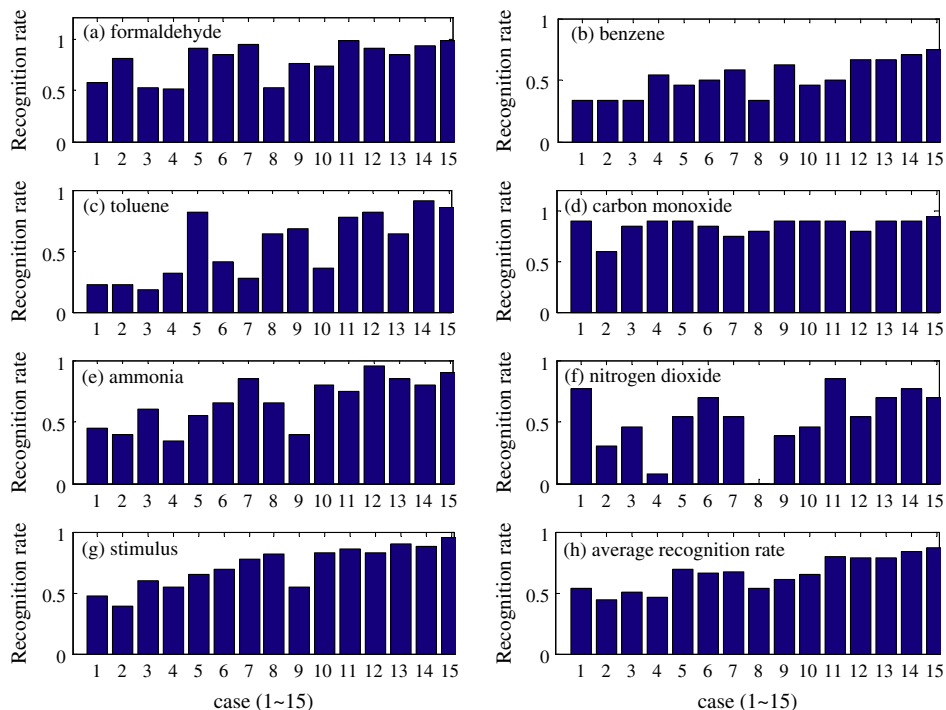 (a) formaldehyde
Recognition rate
1
0.5
0
1 2 3 4 5 6 7 8 9 10 11 12 13 14 15
(b) benzene
Recognition rate
1
0.5
0
1 2 3 4 5 6 7 8 9 10 11 12 13 14 15
(c) toluene
Recognition rate
1
0.5
0
1 2 3 4 5 6 7 8 9 10 11 12 13 14 15
(d) carbon monoxide
Recognition rate
1
0.5
0
1 2 3 4 5 6 7 8 9 10 11 12 13 14 15
(e) ammonia
Recognition rate
1
0.5
0
1 2 3 4 5 6 7 8 9 10 11 12 13 14 15
(f) nitrogen dioxide
Recognition rate
1
0.5
0
1 2 3 4 5 6 7 8 9 10 11 12 13 14 15
(g) stimulus
Recognition rate
1
0.5
0
1 2 3 4 5 6 7 8 9 10 11 12 13 14 15
case (1~15)
(h) average recognition rate
Recognition rate
1
0.5
0
1 2 3 4 5 6 7 8 9 10 11 12 13 14 15
case (1~15)